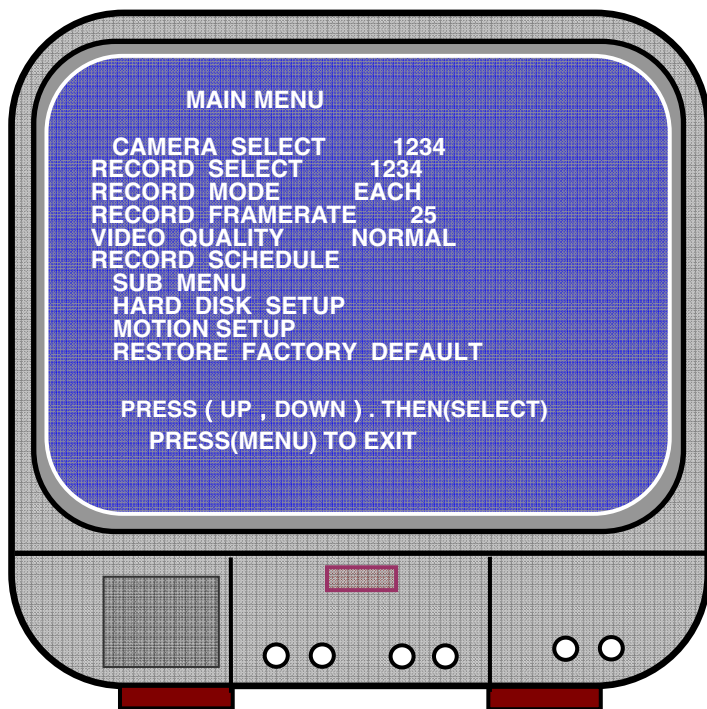 MAIN MENU
CAMERA SELECT 1234
RECORD SELECT 1234
RECORD MODE EACH
RECORD FRAMERATE 25
VIDEO QUALITY NORMAL
RECORD SCHEDULE
SUB MENU
HARD DISK SETUP
MOTION SETUP
RESTORE FACTORY DEFAULT
PRESS ( UP , DOWN ) . THEN(SELECT)
PRESS(MENU) TO EXIT